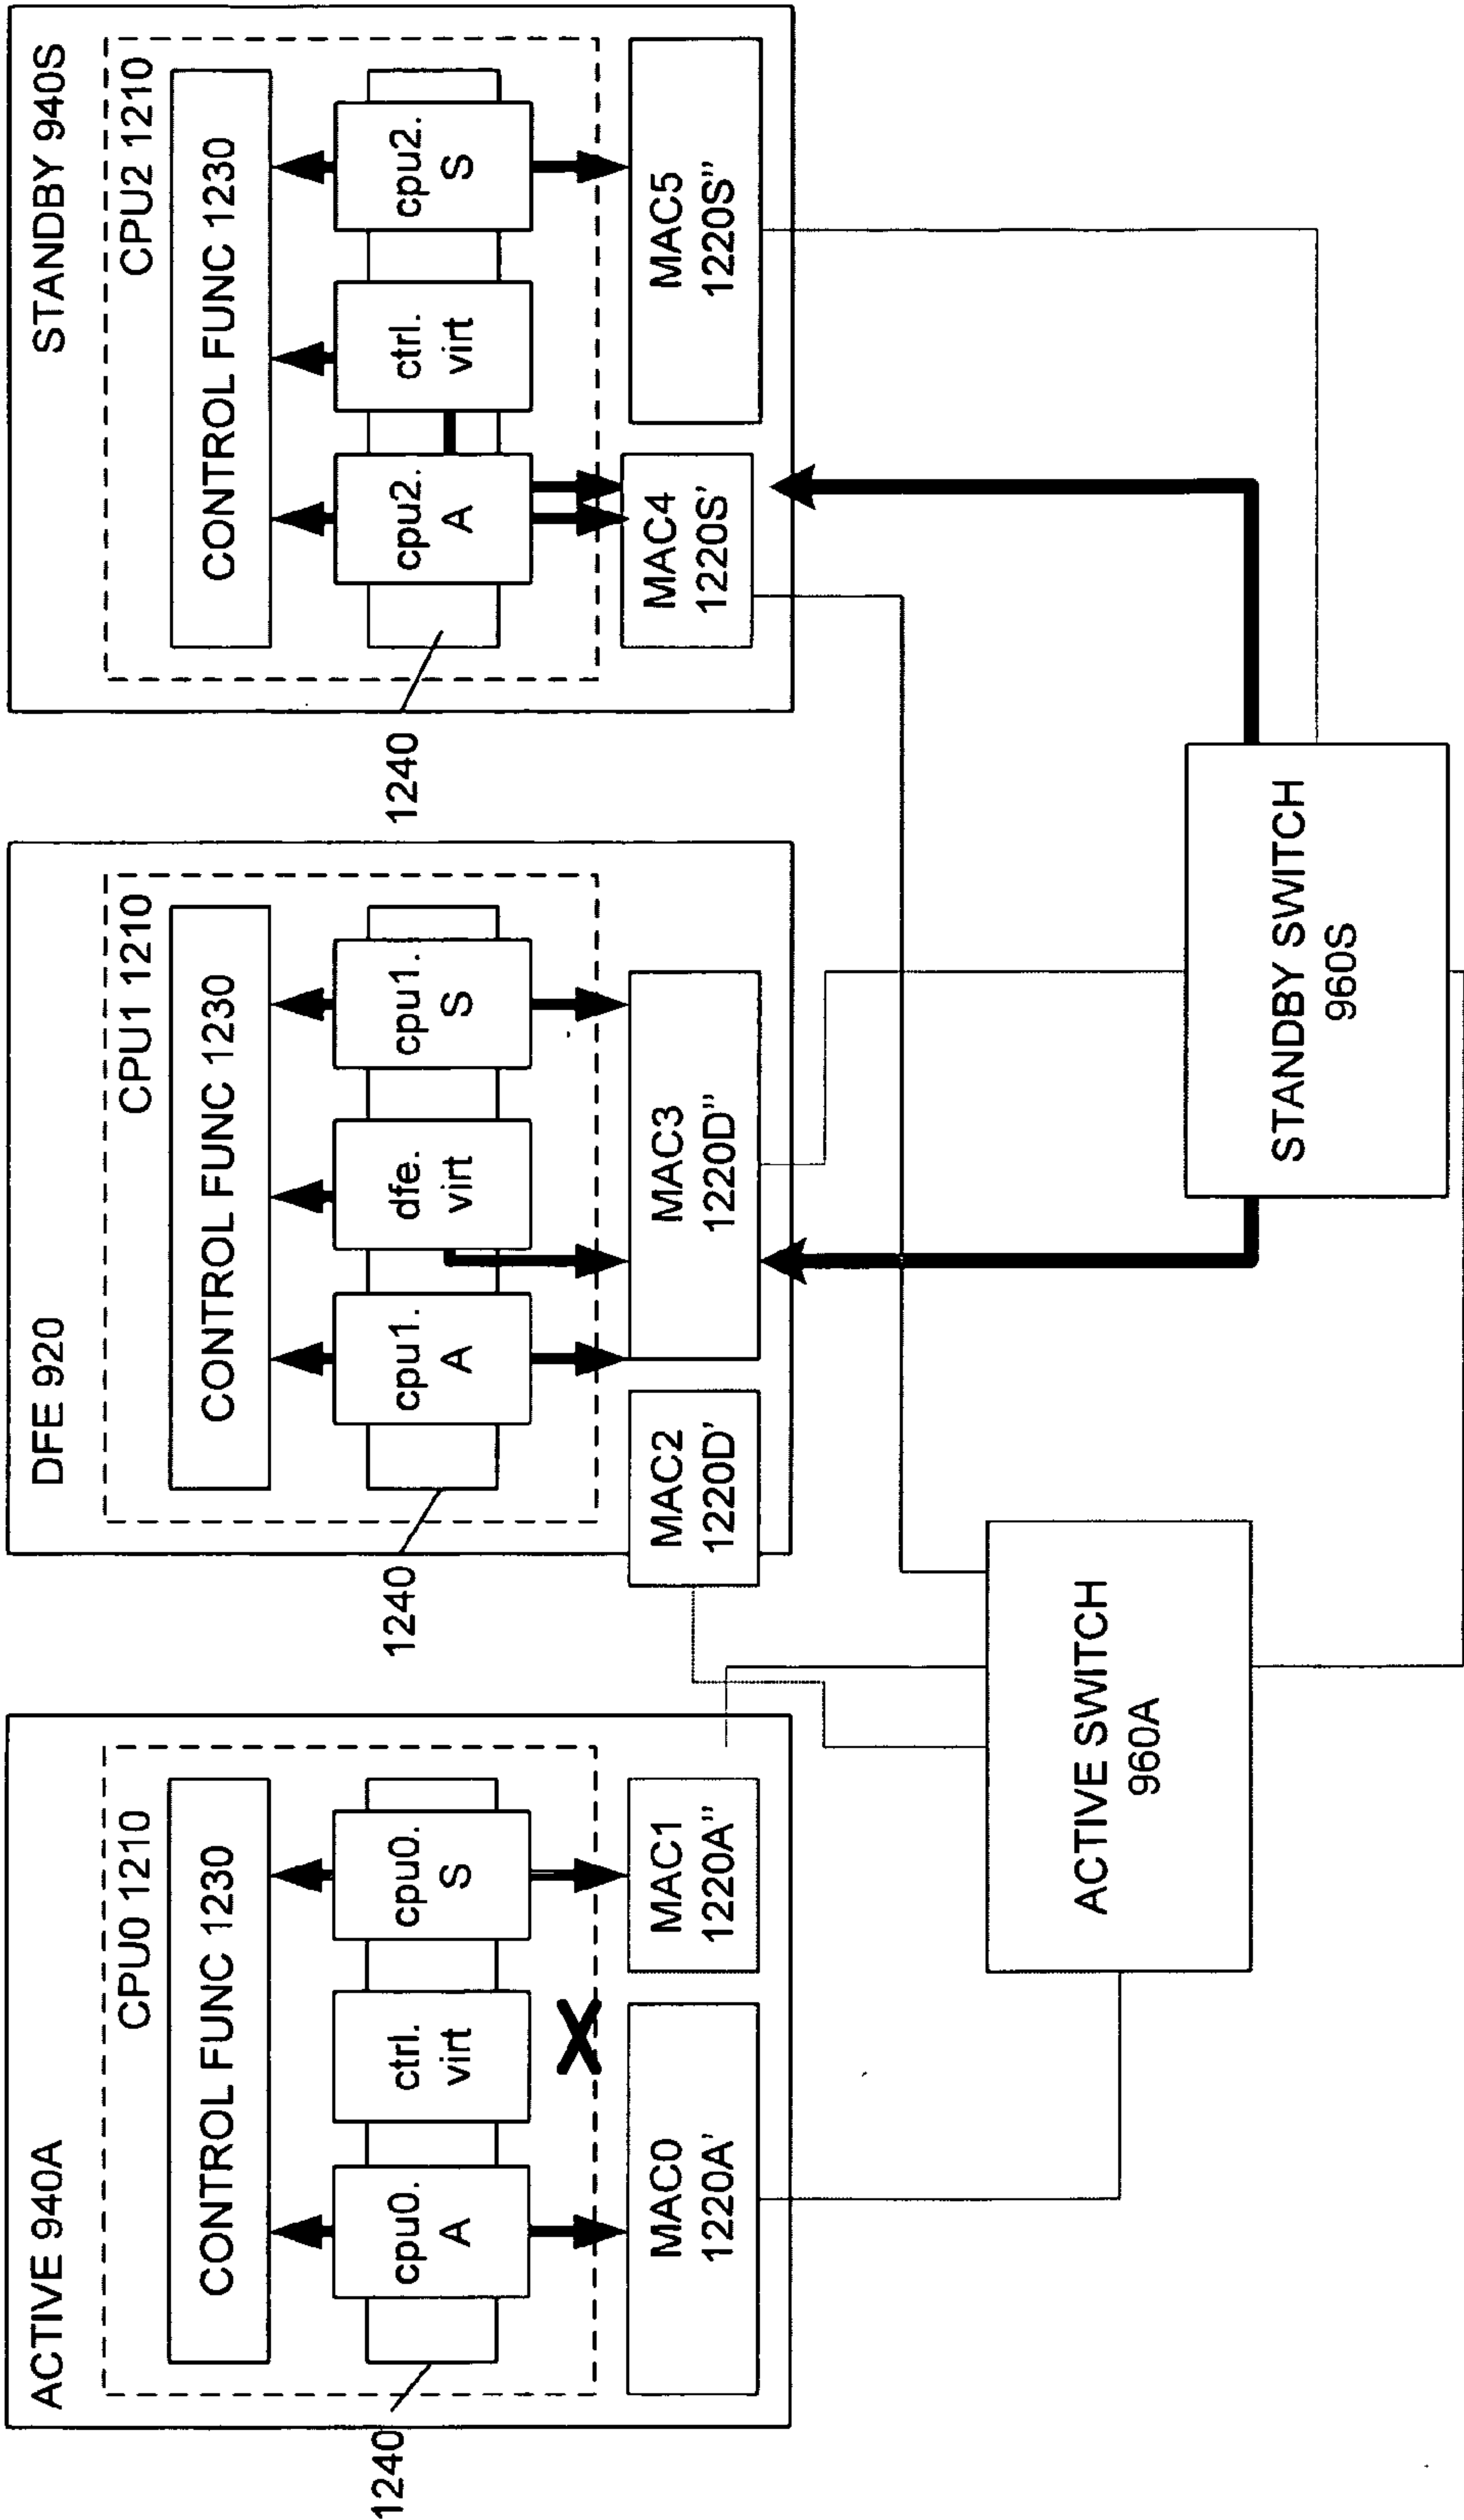 ACTIVE 940A
CPU0 1210
CONTROL FUNC 1230
cpu0.
A
ctrl.
virt
cpu0.
S
1240
MAC0
1220A'
MAC1
1220A"
DFE 920
CPU1 1210
CONTROL FUNC 1230
cpu1.
A
dfe.
virt
cpu1.
S
1240
MAC2
1220D'
MAC3
1220D"
STANDBY 940S
CPU2 1210
CONTROL FUNC 1230
cpu2.
A
ctrl.
virt
cpu2.
S
1240
MAC4
1220S'
MAC5
1220S"
ACTIVE SWITCH
960A
STANDBY SWITCH
960S